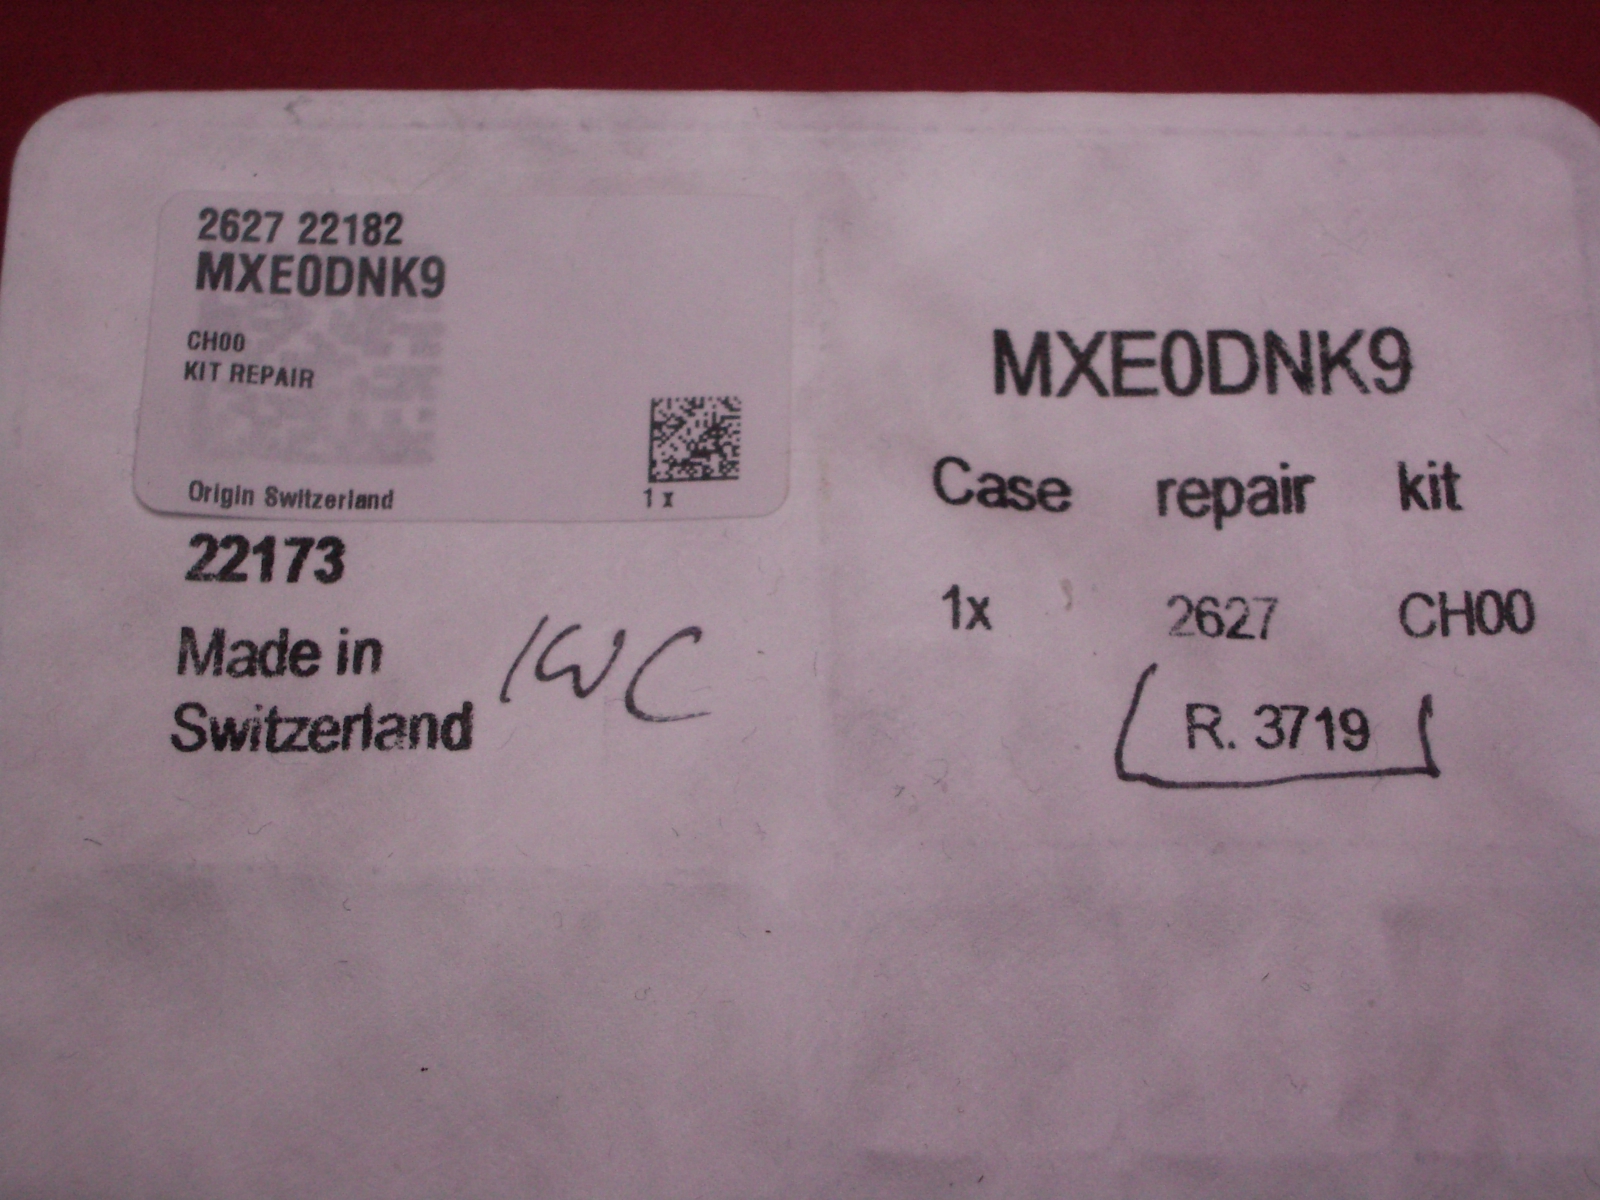 2627 22182
MXE0DNK9
CH00
KIT REPAIR
Origin Switzerland
1 x
22173
Made in
Switzerland
IWC
MXE0DNK9
Case repair kit
1x 2627 CH00
R. 3719